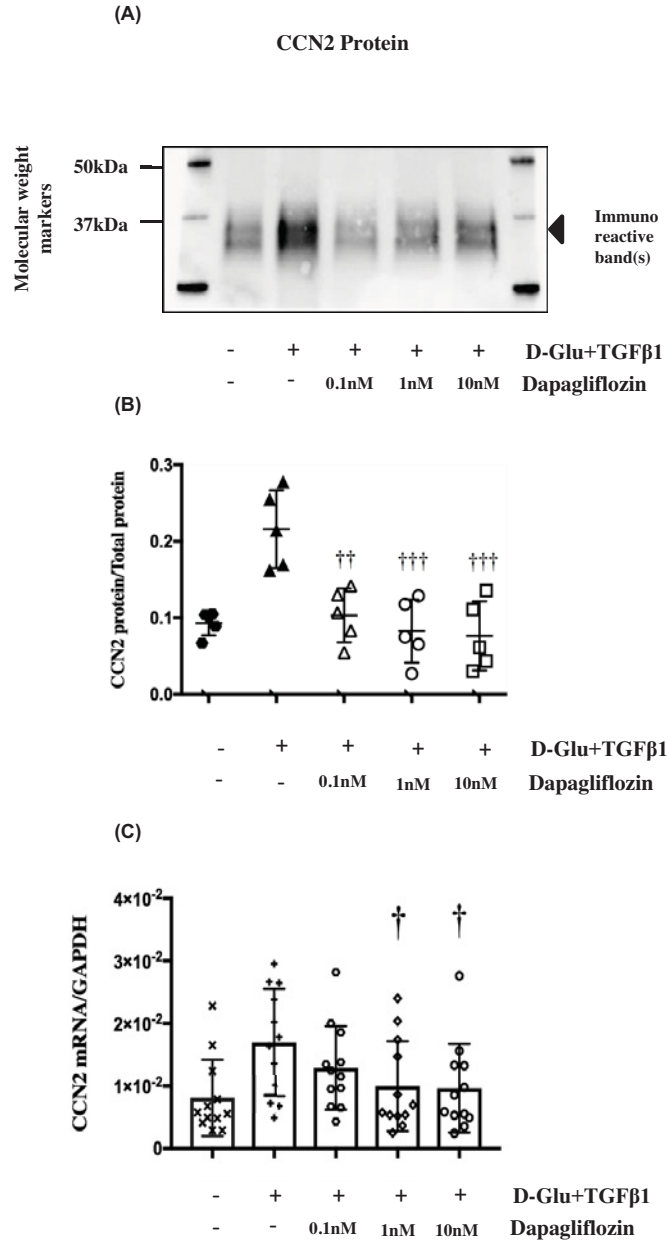 (A)
CCN2 Protein
Molecular weight
markers
50kDa
37kDa
Immuno
reactive
band(s)
- + + + + D-Glu+TGFβ1
- - 0.1nM 1nM 10nM Dapagliflozin
(B)
CCN2 protein/Total protein
0.3
0.2
0.1
0.0
†† ††† †††
- + + + + D-Glu+TGFβ1
- - 0.1nM 1nM 10nM Dapagliflozin
(C)
CCN2 mRNA/GAPDH
4×10⁻²
3×10⁻²
2×10⁻²
1×10⁻²
0
† †
- + + + + D-Glu+TGFβ1
- - 0.1nM 1nM 10nM Dapagliflozin